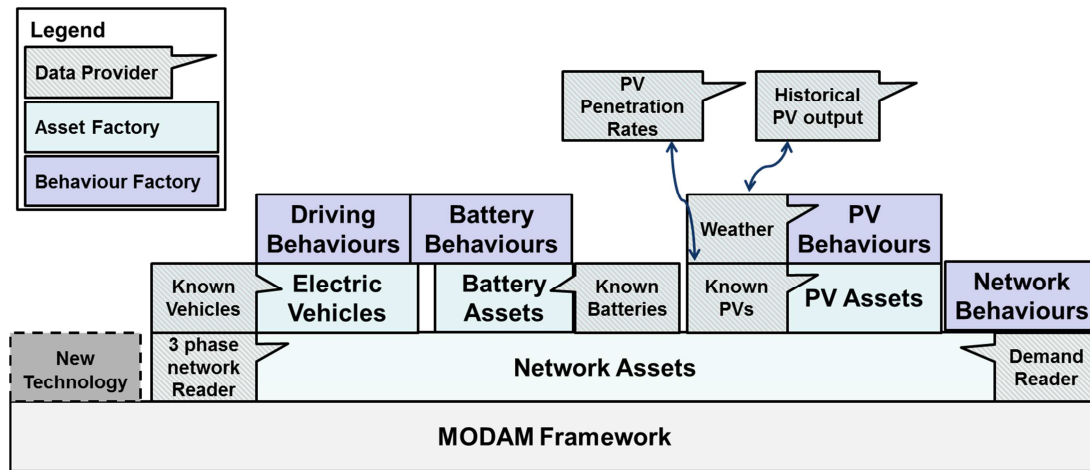 Legend
Data Provider
Asset Factory
Behaviour Factory
PV
Penetration
Rates
Historical
PV output
Driving
Behaviours
Battery
Behaviours
Weather
PV
Behaviours
Known
Vehicles
Electric
Vehicles
Battery
Assets
Known
Batteries
Known
PVs
PV Assets
Network
Behaviours
New
Technology
3 phase
network
Reader
Network Assets
Demand
Reader
MODAM Framework